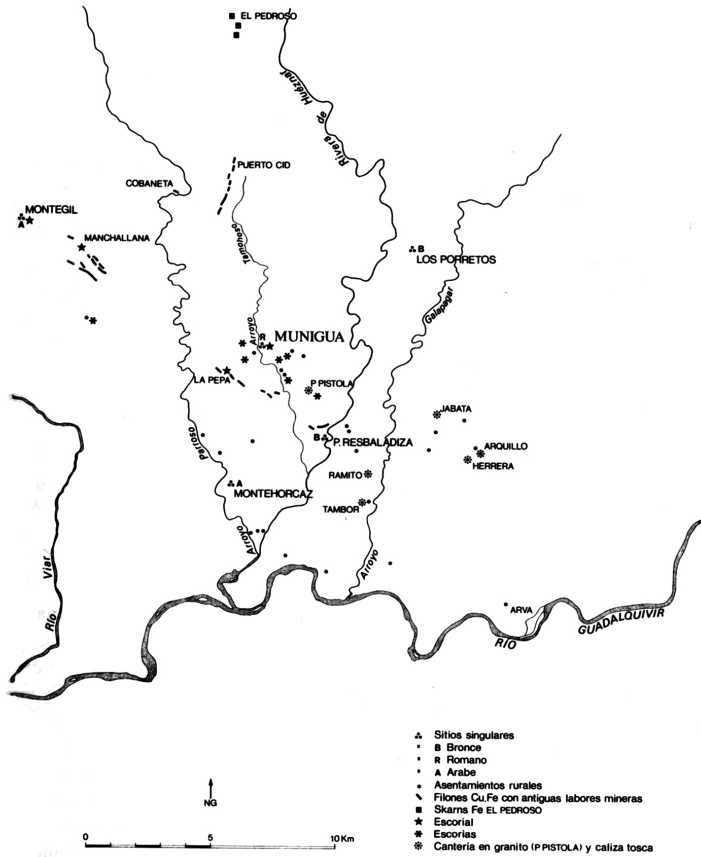 EL PEDROSO
Rivera de Huéznar
PUERTO CID
COBANETA
MONTEGIL
A
MANCHALLANA
Arroyo Tamohoso
B
LOS PORRETOS
Arroyo Galapagar
R
MUNIGUA
LA PEPA
P PISTOLA
JABATA
B
P. RESBALADIZA
ARQUILLO
HERRERA
RAMITO
Arroyo Parroso
A
MONTEHORCAZ
TAMBOR
Río Viar
ARVA
RÍO GUADALQUIVIR
Sitios singulares
" B Bronce
" R Romano
" A Arabe
Asentamientos rurales
Filones Cu,Fe con antiguas labores mineras
Skarns Fe EL PEDROSO
Escorial
Escorias
Cantería en granito (P PISTOLA) y caliza tosca
NG
0 5 10 Km